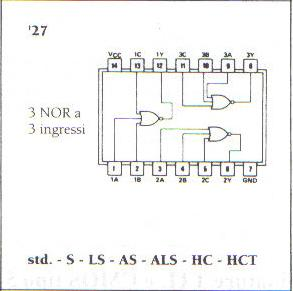 '27
VCC 1C 1Y 3C 3B 3A 3Y
14 13 12 11 10 9 8
3 NOR a
3 ingressi
1 2 3 4 5 6 7
1A 1B 2A 2B 2C 2Y GND
std. - S - LS - AS - ALS - HC - HCT